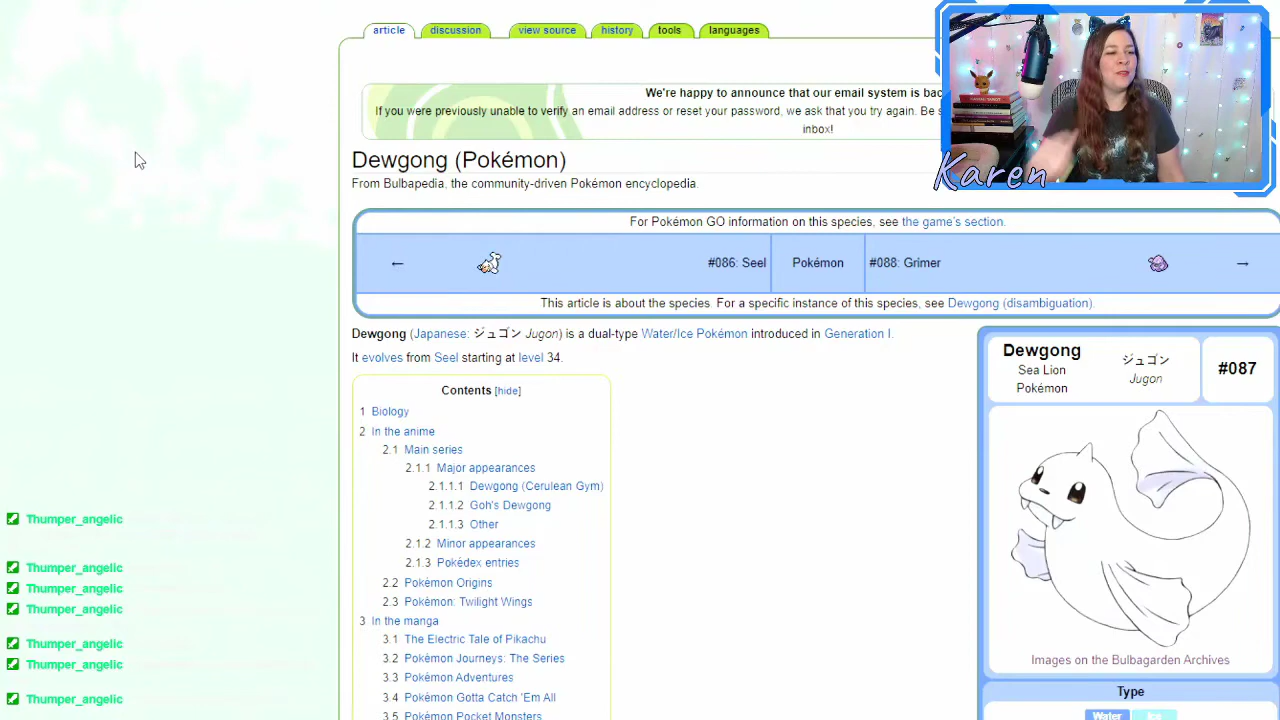 article
discussion
view source
history
tools
languages
We're happy to announce that our email system is bac
If you were previously unable to verify an email address or reset your password, we ask that you try again. Be s
inbox!
Karen
Dewgong (Pokémon)
From Bulbapedia, the community-driven Pokémon encyclopedia.
For Pokémon GO information on this species, see the game's section.
← #086: Seel Pokémon #088: Grimer →
This article is about the species. For a specific instance of this species, see Dewgong (disambiguation).
Dewgong (Japanese: ジュゴン Jugon) is a dual-type Water/Ice Pokémon introduced in Generation I.
It evolves from Seel starting at level 34.
Contents [hide]
1 Biology
2 In the anime
2.1 Main series
2.1.1 Major appearances
2.1.1.1 Dewgong (Cerulean Gym)
2.1.1.2 Goh's Dewgong
2.1.1.3 Other
2.1.2 Minor appearances
2.1.3 Pokédex entries
2.2 Pokémon Origins
2.3 Pokémon: Twilight Wings
3 In the manga
3.1 The Electric Tale of Pikachu
3.2 Pokémon Journeys: The Series
3.3 Pokémon Adventures
3.4 Pokémon Gotta Catch 'Em All
3.5 Pokémon Pocket Monsters
Dewgong
Sea Lion
Pokémon
ジュゴン
Jugon
#087
Images on the Bulbagarden Archives
Type
Water Ice
Thumper_angelic
Thumper_angelic
Thumper_angelic
Thumper_angelic
Thumper_angelic
Thumper_angelic
Thumper_angelic